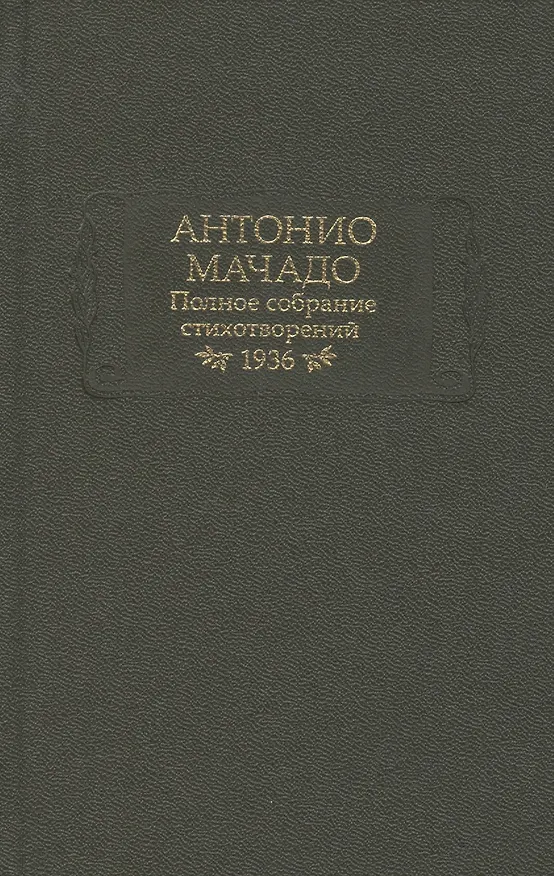 АНТОНИО
МАЧАДО
Полное собрание
стихотворений
1936